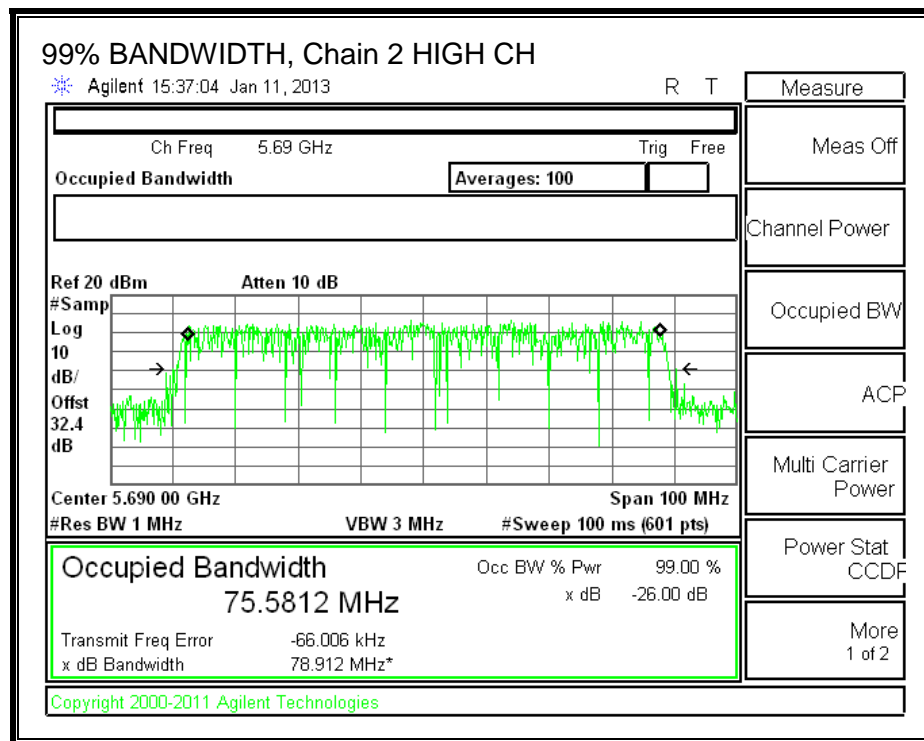 99% BANDWIDTH, Chain 2 HIGH CH
Agilent 15:37:04 Jan 11, 2013 R T
Measure
Ch Freq 5.69 GHz Trig Free
Meas Off
Occupied Bandwidth Averages: 100
Channel Power
Ref 20 dBm Atten 10 dB
#Samp
Log
10
dB/
Offst
32.4
dB
Occupied BW
ACP
Center 5.690 00 GHz Span 100 MHz
#Res BW 1 MHz VBW 3 MHz #Sweep 100 ms (601 pts)
Multi Carrier
Power
Occupied Bandwidth Occ BW % Pwr 99.00 %
75.5812 MHz x dB -26.00 dB
Power Stat
CCDF
Transmit Freq Error -66.006 kHz
x dB Bandwidth 78.912 MHz*
More
1 of 2
Copyright 2000-2011 Agilent Technologies